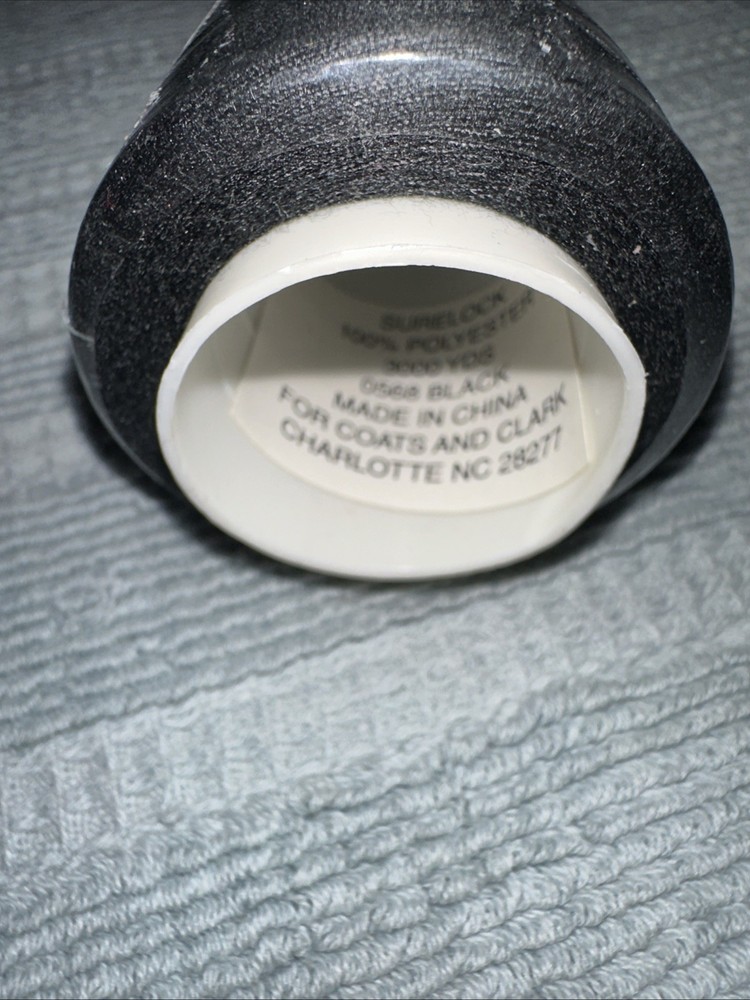 SURELOCK
100% POLYESTER
3000 YDS
0568 BLACK
MADE IN CHINA
FOR COATS AND CLARK
CHARLOTTE NC 28277